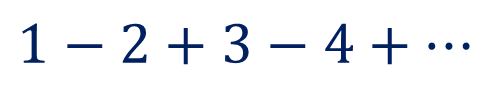 1 − 2 + 3 − 4 + ⋯